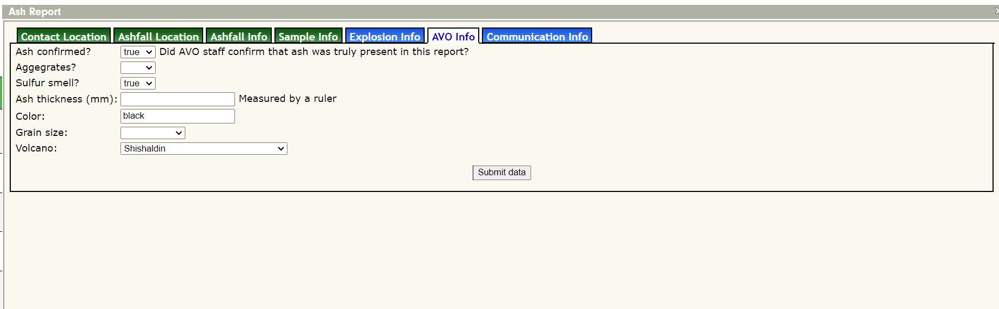 Ash Report
Contact Location Ashfall Location Ashfall Info Sample Info Explosion Info AVO Info Communication Info
Ash confirmed? true Did AVO staff confirm that ash was truly present in this report?
Aggegrates?
Sulfur smell? true
Ash thickness (mm): Measured by a ruler
Color: black
Grain size:
Volcano: Shishaldin
Submit data